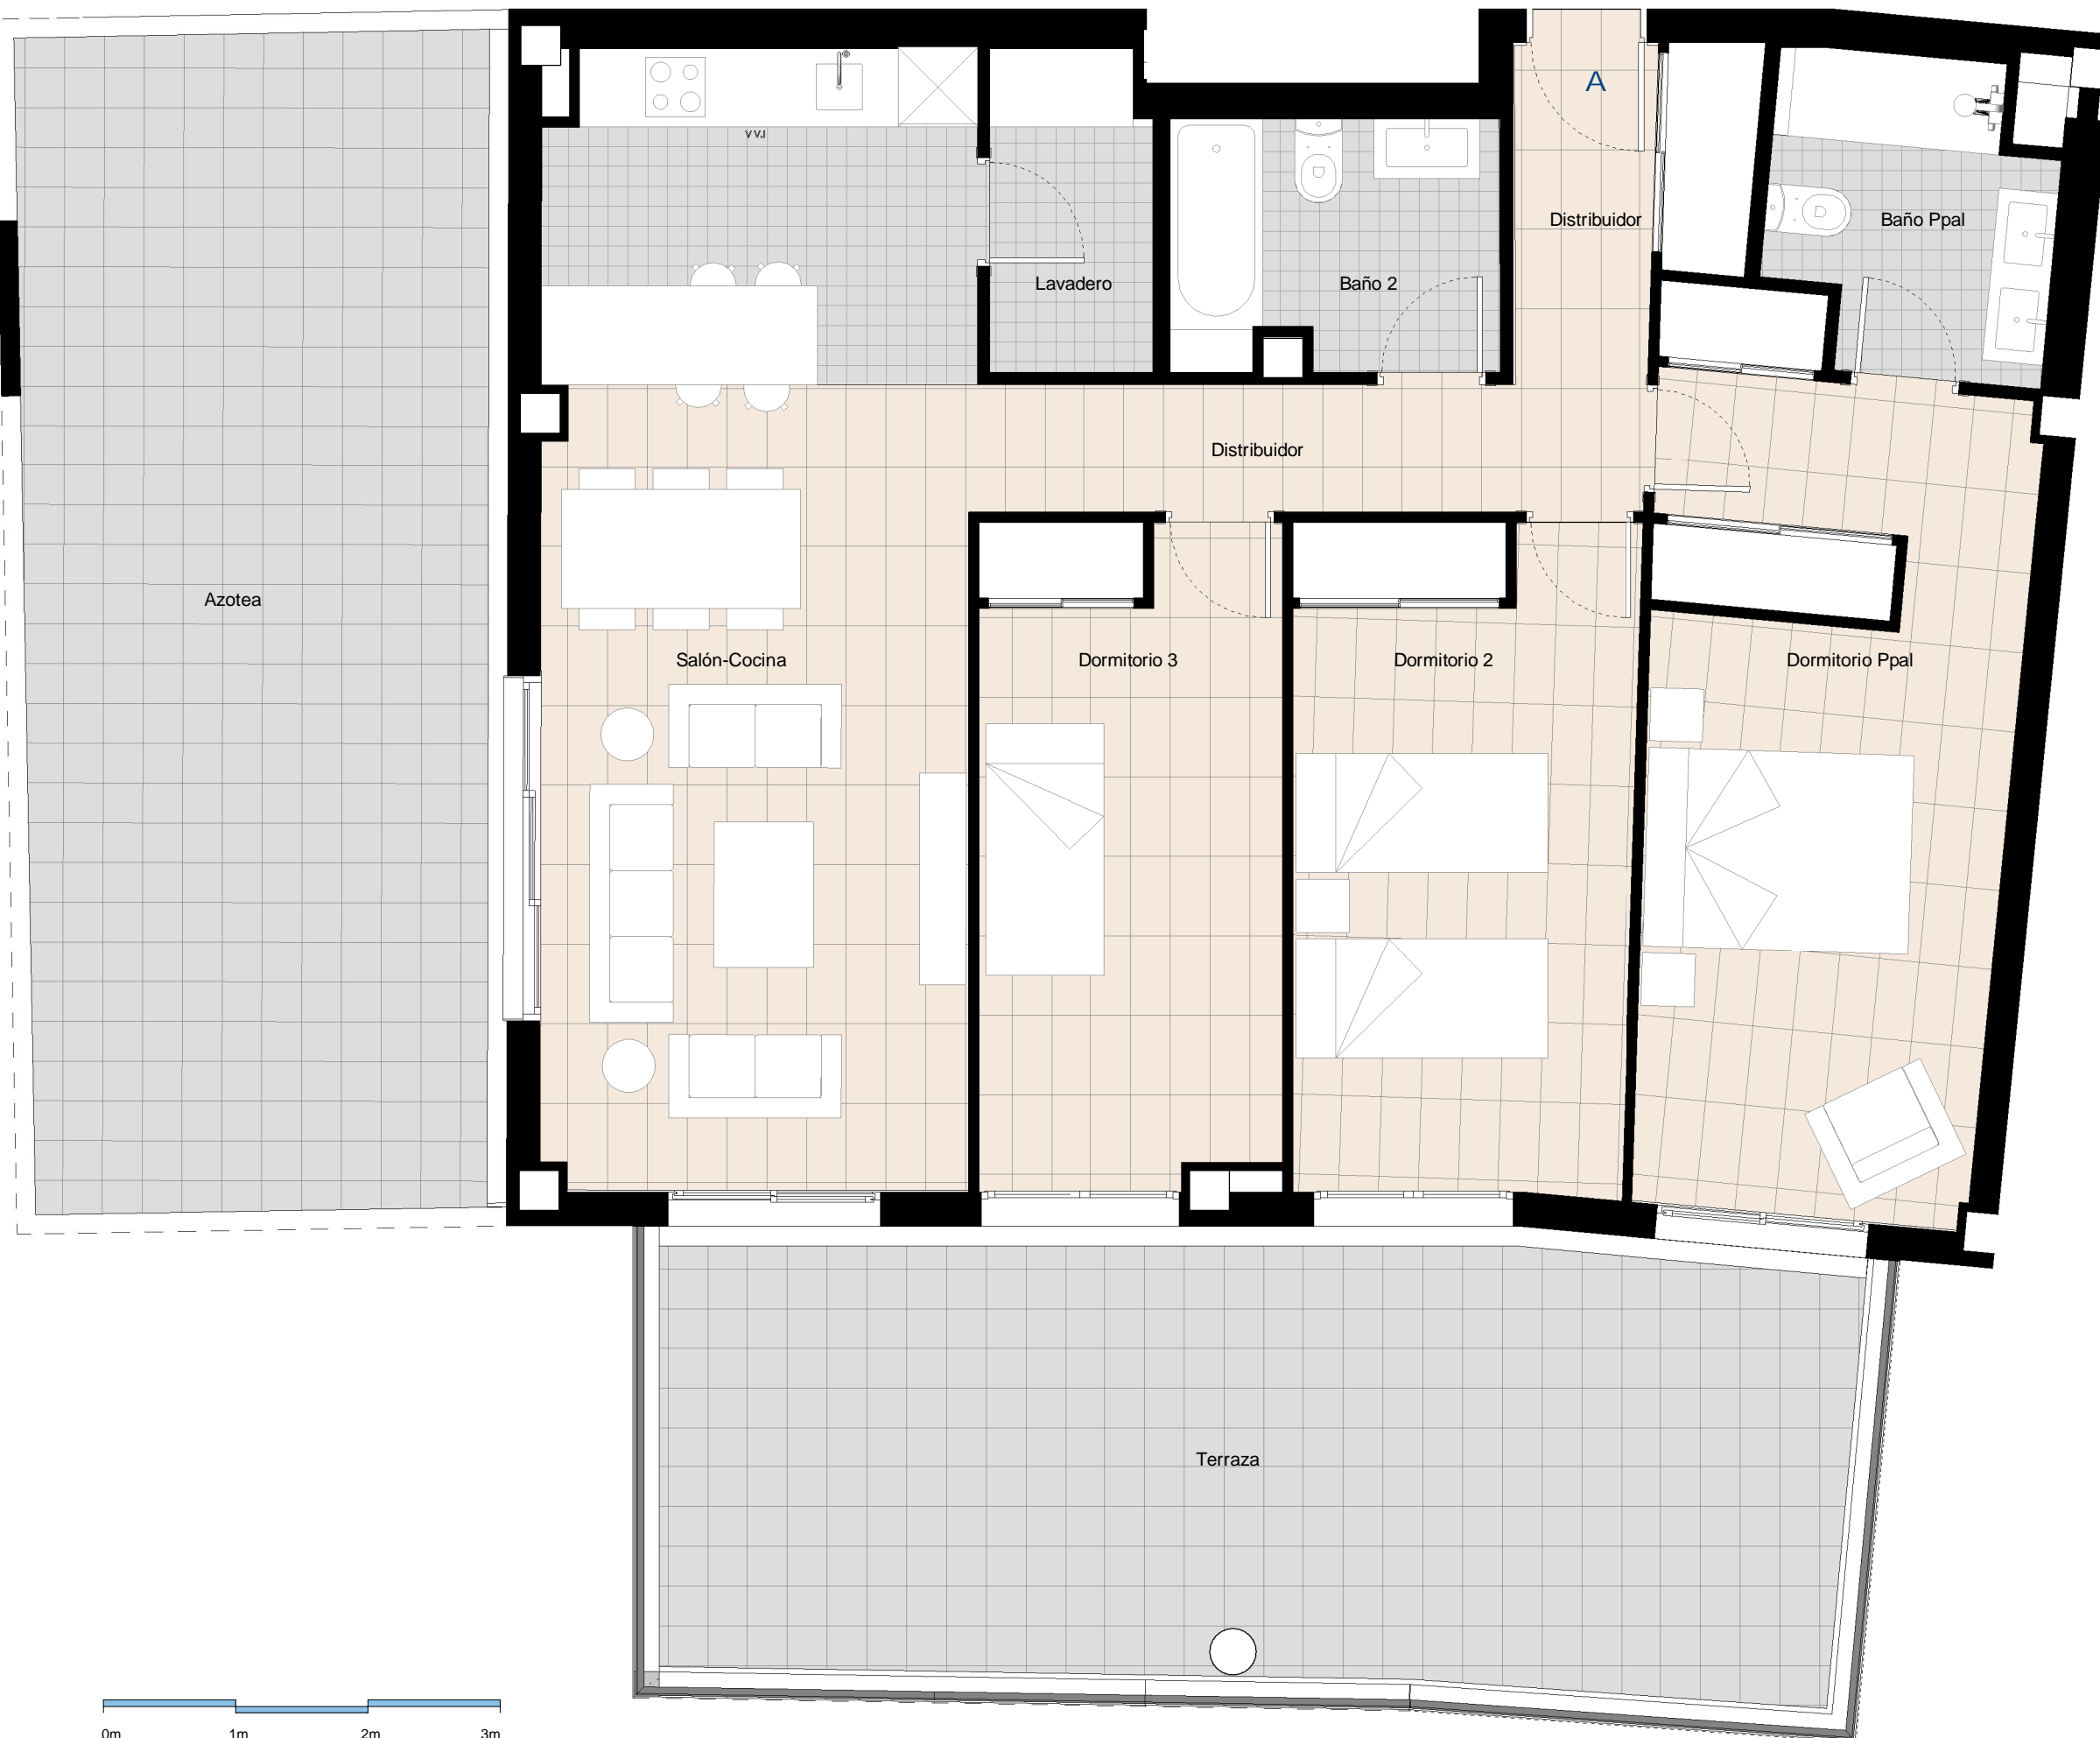 A
Distribuidor
Baño Ppal
Lavadero
Baño 2
Distribuidor
Azotea
Salón-Cocina
Dormitorio 3
Dormitorio 2
Dormitorio Ppal
Terraza
0m 1m 2m 3m